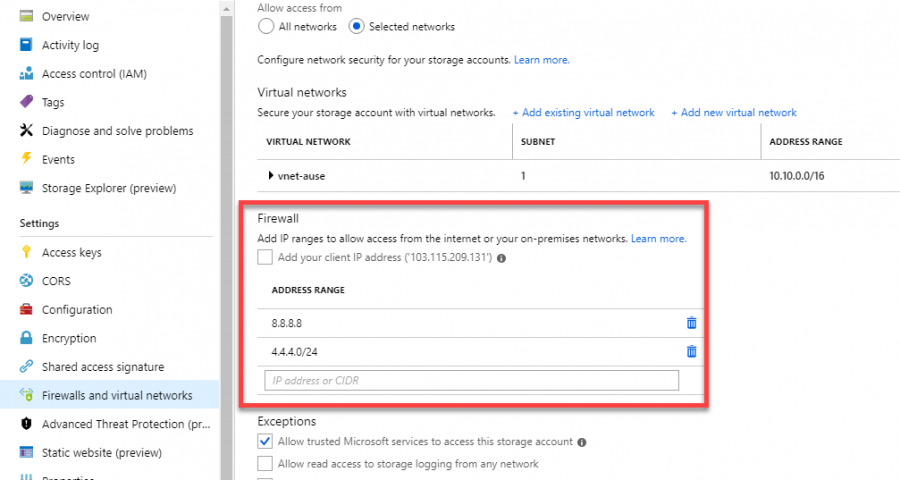 Overview
Activity log
Access control (IAM)
Tags
Diagnose and solve problems
Events
Storage Explorer (preview)
Settings
Access keys
CORS
Configuration
Encryption
Shared access signature
Firewalls and virtual networks
Advanced Threat Protection (pr...
Static website (preview)
Properties
Allow access from
All networks Selected networks
Configure network security for your storage accounts. Learn more.
Virtual networks
Secure your storage account with virtual networks. + Add existing virtual network + Add new virtual network
VIRTUAL NETWORK SUBNET ADDRESS RANGE
vnet-ause 1 10.10.0.0/16
Firewall
Add IP ranges to allow access from the internet or your on-premises networks. Learn more.
Add your client IP address ('103.115.209.131')
ADDRESS RANGE
8.8.8.8
4.4.4.0/24
IP address or CIDR
Exceptions
Allow trusted Microsoft services to access this storage account
Allow read access to storage logging from any network